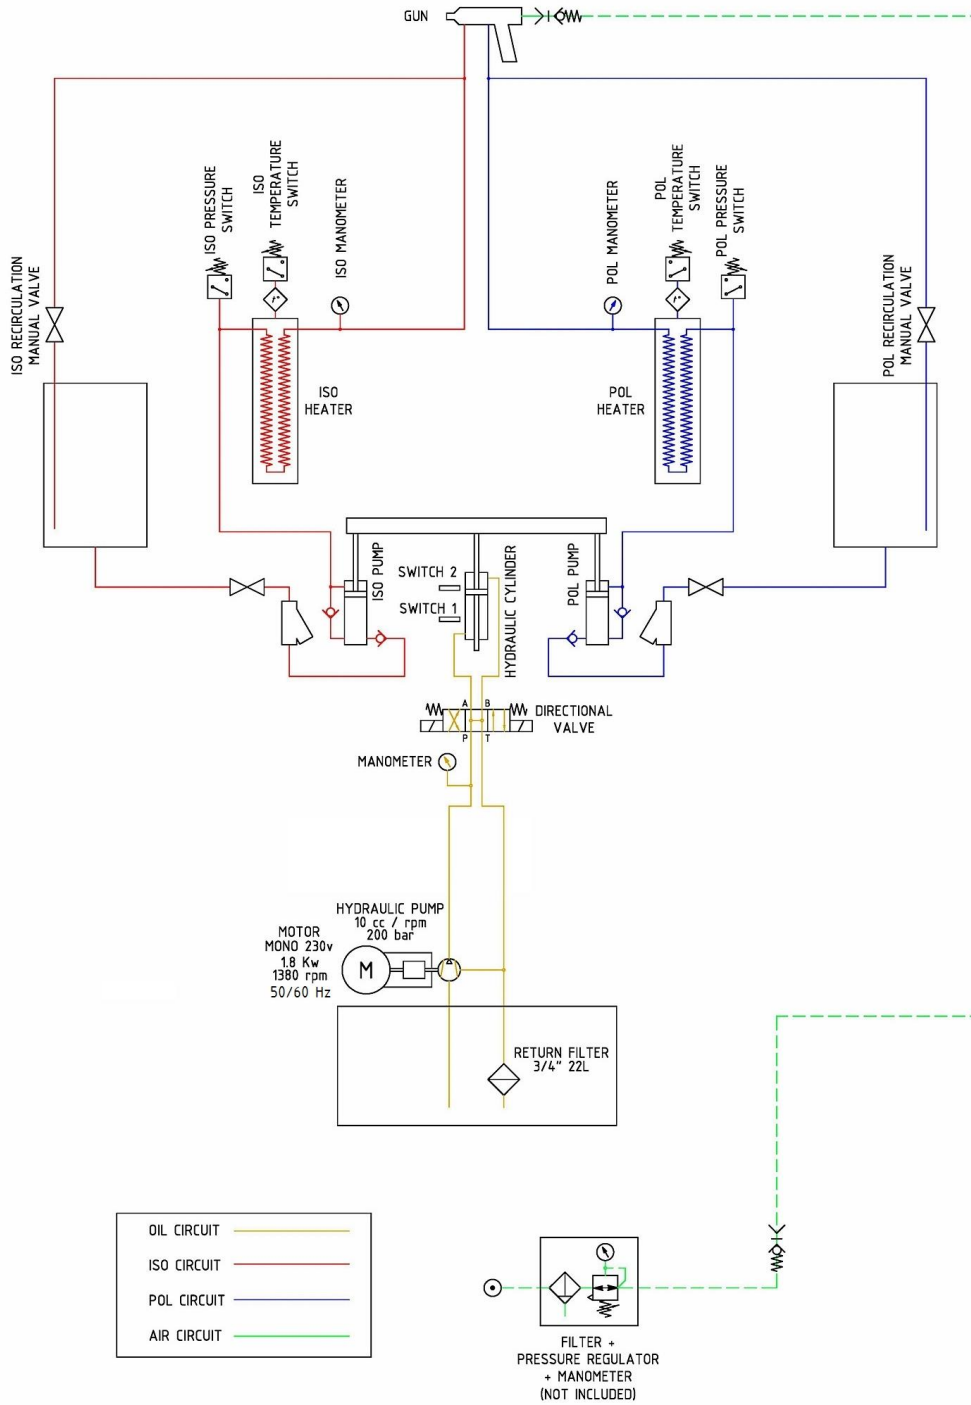 GUN
ISO RECIRCULATION
MANUAL VALVE
ISO PRESSURE
SWITCH
ISO
TEMPERATURE
SWITCH
ISO MANOMETER
POL MANOMETER
POL
TEMPERATURE
SWITCH
POL PRESSURE
SWITCH
POL RECIRCULATION
MANUAL VALVE
t°
t°
ISO
HEATER
POL
HEATER
ISO PUMP
SWITCH 2
SWITCH 1
HYDRAULIC CYLINDER
POL PUMP
A B
P T
DIRECTIONAL
VALVE
MANOMETER
HYDRAULIC PUMP
10 cc / rpm
200 bar
MOTOR
MONO 230v
1.8 Kw
1380 rpm
50/60 Hz
M
RETURN FILTER
3/4" 22L
OIL CIRCUIT
ISO CIRCUIT
POL CIRCUIT
AIR CIRCUIT
FILTER +
PRESSURE REGULATOR
+ MANOMETER
(NOT INCLUDED)